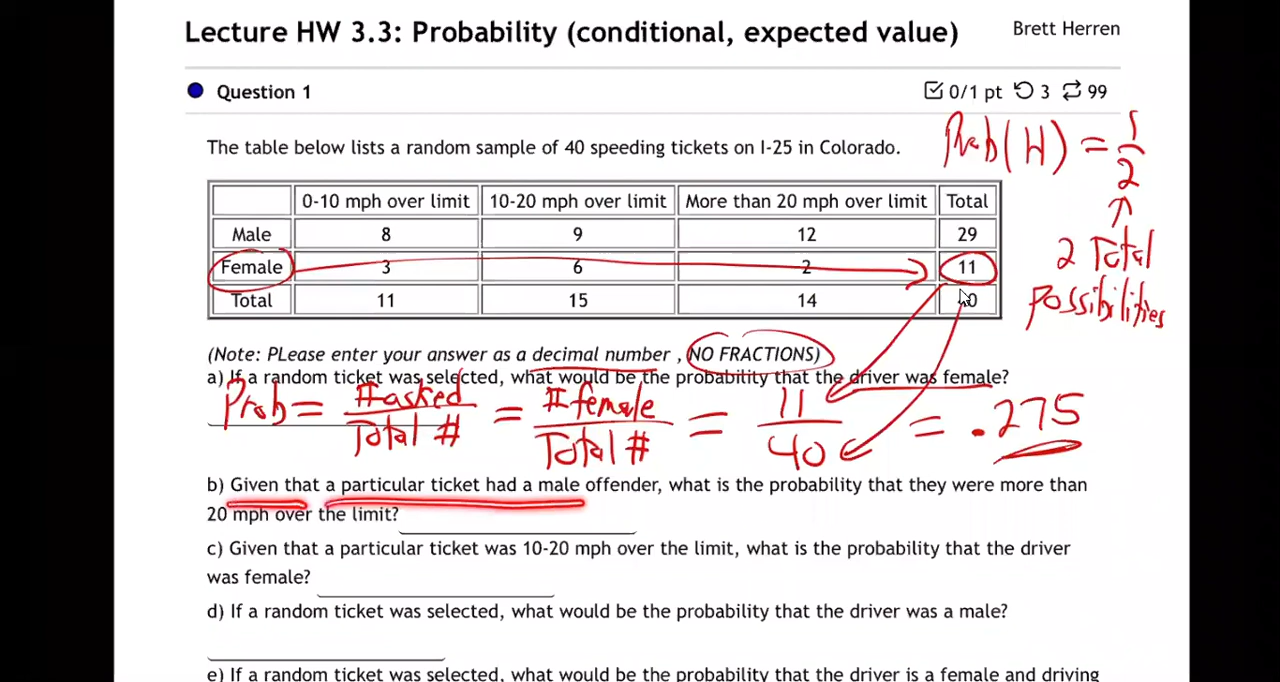 Lecture HW 3.3: Probability (conditional, expected value) Brett Herren
Question 1 0/1 pt 3 99
The table below lists a random sample of 40 speeding tickets on I-25 in Colorado.
Prob(H) = 1/2
2 Total
possibilities
0-10 mph over limit 10-20 mph over limit More than 20 mph over limit Total
Male 8 9 12 29
Female 3 6 2 11
Total 11 15 14 40
(Note: PLease enter your answer as a decimal number , NO FRACTIONS)
a) If a random ticket was selected, what would be the probability that the driver was female?
Prob = #asked/Total # = #female/Total # = 11/40 = .275
b) Given that a particular ticket had a male offender, what is the probability that they were more than
20 mph over the limit?
c) Given that a particular ticket was 10-20 mph over the limit, what is the probability that the driver
was female?
d) If a random ticket was selected, what would be the probability that the driver was a male?
e) If a random ticket was selected, what would be the probability that the driver is a female and driving